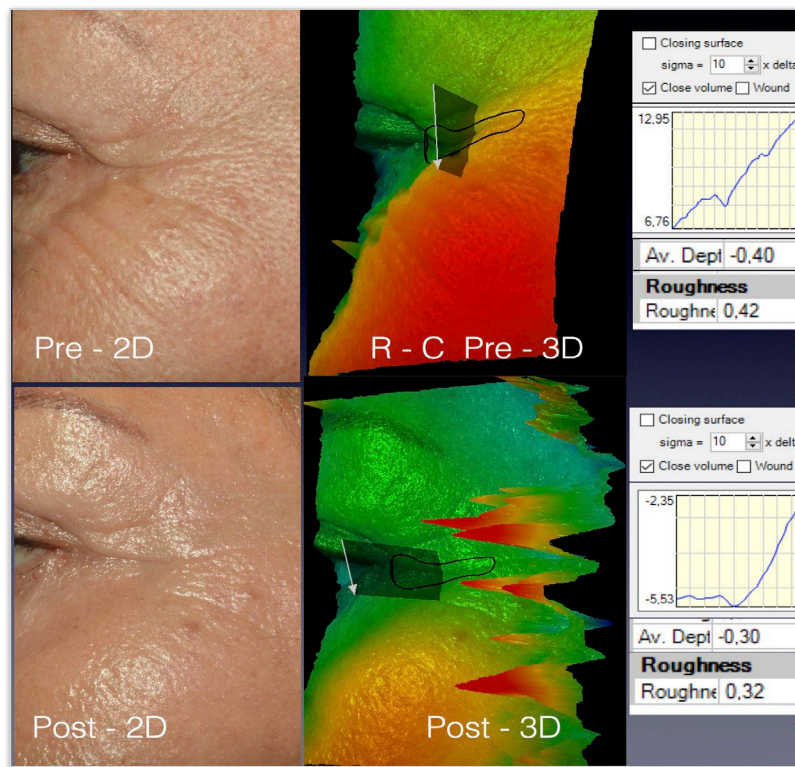 Pre - 2D
R - C Pre - 3D
Closing surface
sigma = 10 x delta
Close volume Wound
12.95
6,76
Av. Dept -0,40
Roughness
Roughne 0,42
Post - 2D
Post - 3D
Closing surface
sigma = 10 x delta
Close volume Wound
-2,35
-5,53
Av. Dept -0,30
Roughness
Roughne 0,32